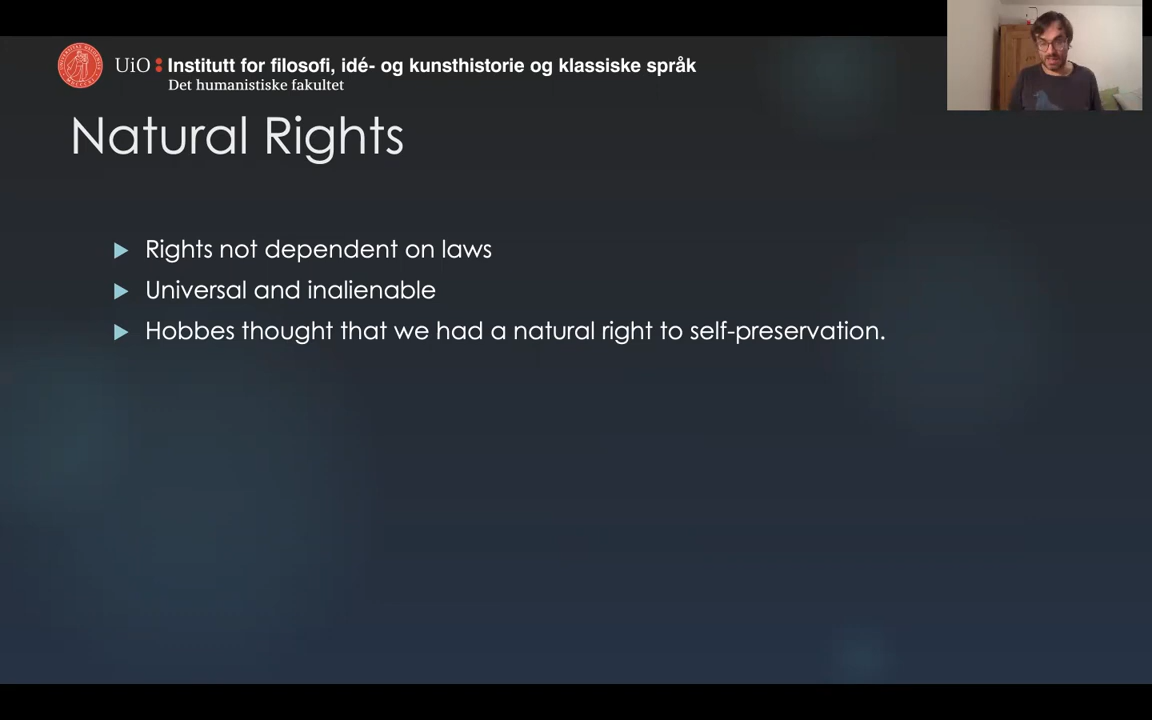 UiO : Institutt for filosofi, idé- og kunsthistorie og klassiske språk
Det humanistiske fakultet
Natural Rights
Rights not dependent on laws
Universal and inalienable
Hobbes thought that we had a natural right to self-preservation.